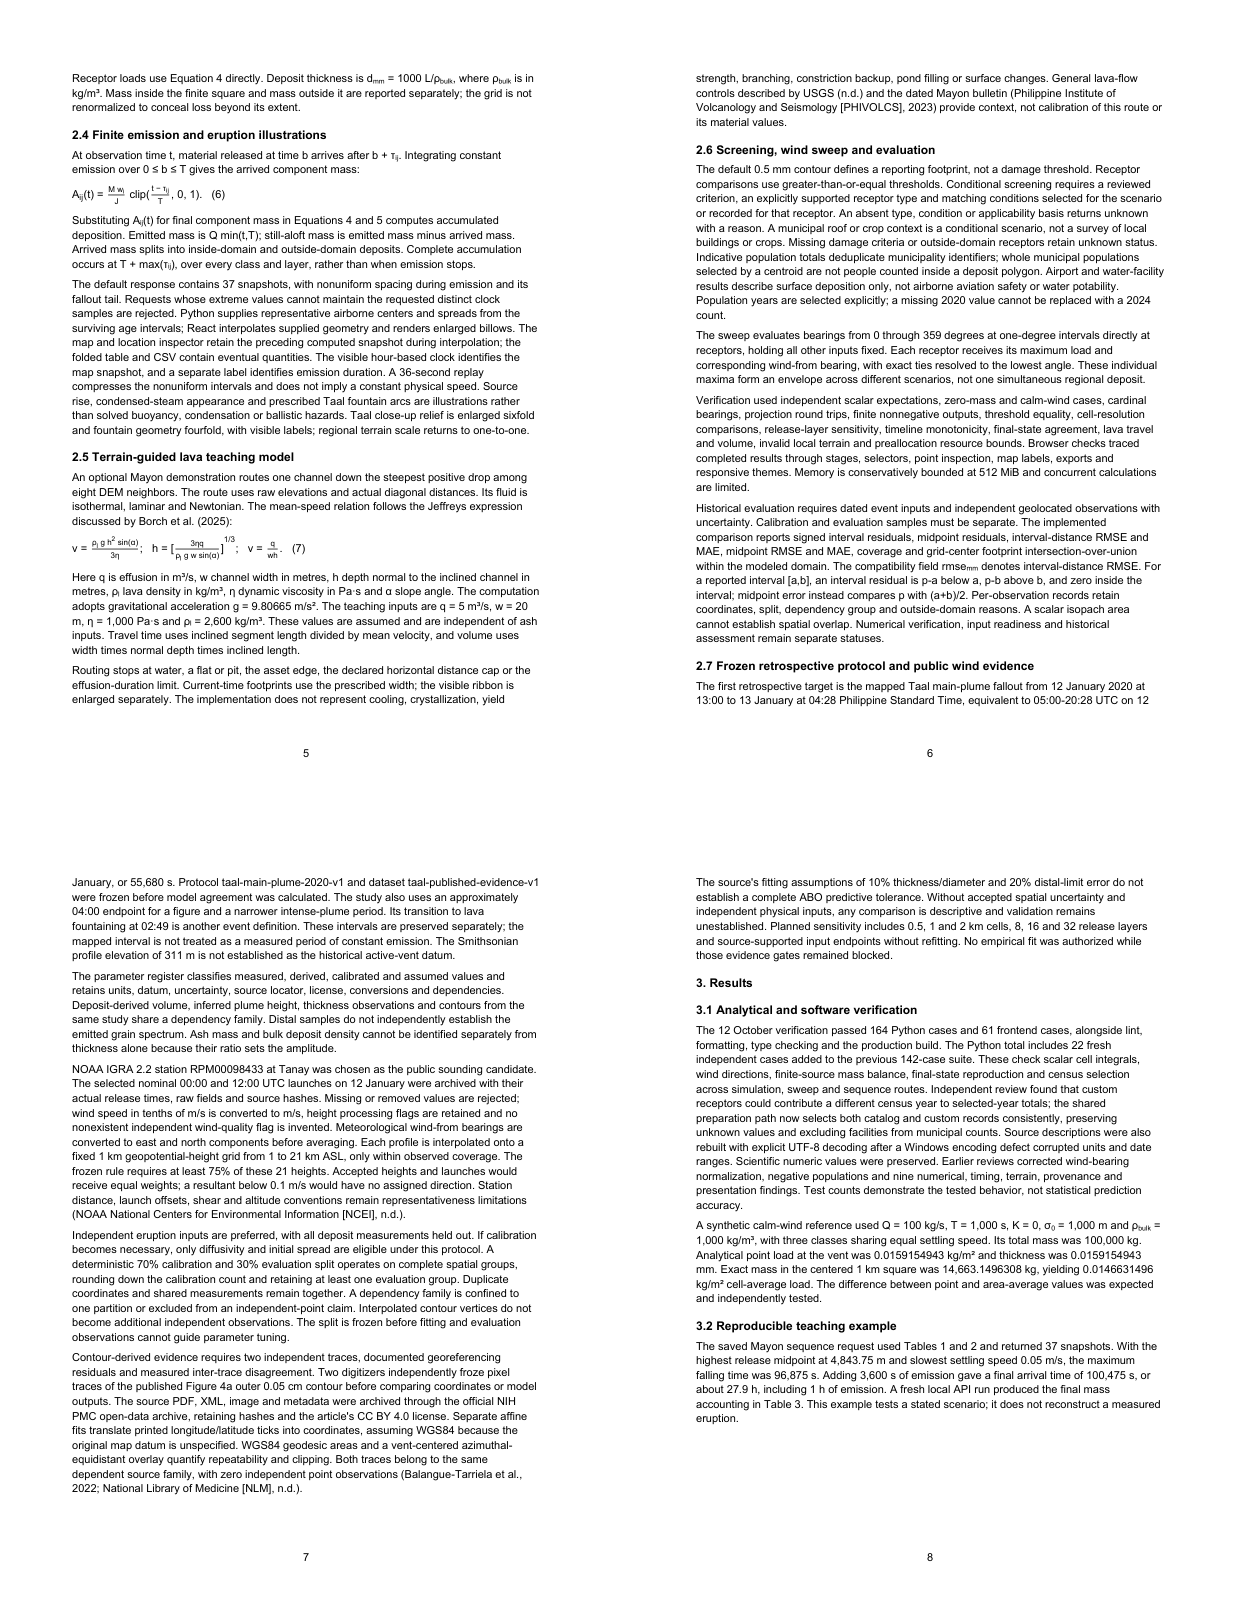 Receptor loads use Equation 4 directly. Deposit thickness is dmm = 1000 L/ρbulk, where ρbulk is in
kg/m³. Mass inside the finite square and mass outside it are reported separately; the grid is not
renormalized to conceal loss beyond its extent.
2.4 Finite emission and eruption illustrations
At observation time t, material released at time b arrives after b + τij. Integrating constant
emission over 0 ≤ b ≤ T gives the arrived component mass:
Aij(t) = M wi / J clip( t − τij / T , 0, 1). (6)
Substituting Aij(t) for final component mass in Equations 4 and 5 computes accumulated
deposition. Emitted mass is Q min(t,T); still-aloft mass is emitted mass minus arrived mass.
Arrived mass splits into inside-domain and outside-domain deposits. Complete accumulation
occurs at T + max(τij), over every class and layer, rather than when emission stops.
The default response contains 37 snapshots, with nonuniform spacing during emission and its
fallout tail. Requests whose extreme values cannot maintain the requested distinct clock
samples are rejected. Python supplies representative airborne centers and spreads from the
surviving age intervals; React interpolates supplied geometry and renders enlarged billows. The
map and location inspector retain the preceding computed snapshot during interpolation; the
folded table and CSV contain eventual quantities. The visible hour-based clock identifies the
map snapshot, and a separate label identifies emission duration. A 36-second replay
compresses the nonuniform intervals and does not imply a constant physical speed. Source
rise, condensed-steam appearance and prescribed Taal fountain arcs are illustrations rather
than solved buoyancy, condensation or ballistic hazards. Taal close-up relief is enlarged sixfold
and fountain geometry fourfold, with visible labels; regional terrain scale returns to one-to-one.
2.5 Terrain-guided lava teaching model
An optional Mayon demonstration routes one channel down the steepest positive drop among
eight DEM neighbors. The route uses raw elevations and actual diagonal distances. Its fluid is
isothermal, laminar and Newtonian. The mean-speed relation follows the Jeffreys expression
discussed by Borch et al. (2025):
v = ρl g h² sin(α) / 3η ; h = [ 3ηq / ρl g w sin(α) ]1/3; v = q / wh . (7)
Here q is effusion in m³/s, w channel width in metres, h depth normal to the inclined channel in
metres, ρl lava density in kg/m³, η dynamic viscosity in Pa·s and α slope angle. The computation
adopts gravitational acceleration g = 9.80665 m/s². The teaching inputs are q = 5 m³/s, w = 20
m, η = 1,000 Pa·s and ρl = 2,600 kg/m³. These values are assumed and are independent of ash
inputs. Travel time uses inclined segment length divided by mean velocity, and volume uses
width times normal depth times inclined length.
Routing stops at water, a flat or pit, the asset edge, the declared horizontal distance cap or the
effusion-duration limit. Current-time footprints use the prescribed width; the visible ribbon is
enlarged separately. The implementation does not represent cooling, crystallization, yield
5
strength, branching, constriction backup, pond filling or surface changes. General lava-flow
controls described by USGS (n.d.) and the dated Mayon bulletin (Philippine Institute of
Volcanology and Seismology [PHIVOLCS], 2023) provide context, not calibration of this route or
its material values.
2.6 Screening, wind sweep and evaluation
The default 0.5 mm contour defines a reporting footprint, not a damage threshold. Receptor
comparisons use greater-than-or-equal thresholds. Conditional screening requires a reviewed
criterion, an explicitly supported receptor type and matching conditions selected for the scenario
or recorded for that receptor. An absent type, condition or applicability basis returns unknown
with a reason. A municipal roof or crop context is a conditional scenario, not a survey of local
buildings or crops. Missing damage criteria or outside-domain receptors retain unknown status.
Indicative population totals deduplicate municipality identifiers; whole municipal populations
selected by a centroid are not people counted inside a deposit polygon. Airport and water-facility
results describe surface deposition only, not airborne aviation safety or water potability.
Population years are selected explicitly; a missing 2020 value cannot be replaced with a 2024
count.
The sweep evaluates bearings from 0 through 359 degrees at one-degree intervals directly at
receptors, holding all other inputs fixed. Each receptor receives its maximum load and
corresponding wind-from bearing, with exact ties resolved to the lowest angle. These individual
maxima form an envelope across different scenarios, not one simultaneous regional deposit.
Verification used independent scalar expectations, zero-mass and calm-wind cases, cardinal
bearings, projection round trips, finite nonnegative outputs, threshold equality, cell-resolution
comparisons, release-layer sensitivity, timeline monotonicity, final-state agreement, lava travel
and volume, invalid local terrain and preallocation resource bounds. Browser checks traced
completed results through stages, selectors, point inspection, map labels, exports and
responsive themes. Memory is conservatively bounded at 512 MiB and concurrent calculations
are limited.
Historical evaluation requires dated event inputs and independent geolocated observations with
uncertainty. Calibration and evaluation samples must be separate. The implemented
comparison reports signed interval residuals, midpoint residuals, interval-distance RMSE and
MAE, midpoint RMSE and MAE, coverage and grid-center footprint intersection-over-union
within the modeled domain. The compatibility field rmsemm denotes interval-distance RMSE. For
a reported interval [a,b], an interval residual is p-a below a, p-b above b, and zero inside the
interval; midpoint error instead compares p with (a+b)/2. Per-observation records retain
coordinates, split, dependency group and outside-domain reasons. A scalar isopach area
cannot establish spatial overlap. Numerical verification, input readiness and historical
assessment remain separate statuses.
2.7 Frozen retrospective protocol and public wind evidence
The first retrospective target is the mapped Taal main-plume fallout from 12 January 2020 at
13:00 to 13 January at 04:28 Philippine Standard Time, equivalent to 05:00-20:28 UTC on 12
6
January, or 55,680 s. Protocol taal-main-plume-2020-v1 and dataset taal-published-evidence-v1
were frozen before model agreement was calculated. The study also uses an approximately
04:00 endpoint for a figure and a narrower intense-plume period. Its transition to lava
fountaining at 02:49 is another event definition. These intervals are preserved separately; the
mapped interval is not treated as a measured period of constant emission. The Smithsonian
profile elevation of 311 m is not established as the historical active-vent datum.
The parameter register classifies measured, derived, calibrated and assumed values and
retains units, datum, uncertainty, source locator, license, conversions and dependencies.
Deposit-derived volume, inferred plume height, thickness observations and contours from the
same study share a dependency family. Distal samples do not independently establish the
emitted grain spectrum. Ash mass and bulk deposit density cannot be identified separately from
thickness alone because their ratio sets the amplitude.
NOAA IGRA 2.2 station RPM00098433 at Tanay was chosen as the public sounding candidate.
The selected nominal 00:00 and 12:00 UTC launches on 12 January were archived with their
actual release times, raw fields and source hashes. Missing or removed values are rejected;
wind speed in tenths of m/s is converted to m/s, height processing flags are retained and no
nonexistent independent wind-quality flag is invented. Meteorological wind-from bearings are
converted to east and north components before averaging. Each profile is interpolated onto a
fixed 1 km geopotential-height grid from 1 to 21 km ASL, only within observed coverage. The
frozen rule requires at least 75% of these 21 heights. Accepted heights and launches would
receive equal weights; a resultant below 0.1 m/s would have no assigned direction. Station
distance, launch offsets, shear and altitude conventions remain representativeness limitations
(NOAA National Centers for Environmental Information [NCEI], n.d.).
Independent eruption inputs are preferred, with all deposit measurements held out. If calibration
becomes necessary, only diffusivity and initial spread are eligible under this protocol. A
deterministic 70% calibration and 30% evaluation split operates on complete spatial groups,
rounding down the calibration count and retaining at least one evaluation group. Duplicate
coordinates and shared measurements remain together. A dependency family is confined to
one partition or excluded from an independent-point claim. Interpolated contour vertices do not
become additional independent observations. The split is frozen before fitting and evaluation
observations cannot guide parameter tuning.
Contour-derived evidence requires two independent traces, documented georeferencing
residuals and measured inter-trace disagreement. Two digitizers independently froze pixel
traces of the published Figure 4a outer 0.05 cm contour before comparing coordinates or model
outputs. The source PDF, XML, image and metadata were archived through the official NIH
PMC open-data archive, retaining hashes and the article's CC BY 4.0 license. Separate affine
fits translate printed longitude/latitude ticks into coordinates, assuming WGS84 because the
original map datum is unspecified. WGS84 geodesic areas and a vent-centered azimuthal-
equidistant overlay quantify repeatability and clipping. Both traces belong to the same
dependent source family, with zero independent point observations (Balangue-Tarriela et al.,
2022; National Library of Medicine [NLM], n.d.).
7
The source's fitting assumptions of 10% thickness/diameter and 20% distal-limit error do not
establish a complete ABO predictive tolerance. Without accepted spatial uncertainty and
independent physical inputs, any comparison is descriptive and validation remains
unestablished. Planned sensitivity includes 0.5, 1 and 2 km cells, 8, 16 and 32 release layers
and source-supported input endpoints without refitting. No empirical fit was authorized while
those evidence gates remained blocked.
3. Results
3.1 Analytical and software verification
The 12 October verification passed 164 Python cases and 61 frontend cases, alongside lint,
formatting, type checking and the production build. The Python total includes 22 fresh
independent cases added to the previous 142-case suite. These check scalar cell integrals,
wind directions, finite-source mass balance, final-state reproduction and census selection
across simulation, sweep and sequence routes. Independent review found that custom
receptors could contribute a different census year to selected-year totals; the shared
preparation path now selects both catalog and custom records consistently, preserving
unknown values and excluding facilities from municipal counts. Source descriptions were also
rebuilt with explicit UTF-8 decoding after a Windows encoding defect corrupted units and date
ranges. Scientific numeric values were preserved. Earlier reviews corrected wind-bearing
normalization, negative populations and nine numerical, timing, terrain, provenance and
presentation findings. Test counts demonstrate the tested behavior, not statistical prediction
accuracy.
A synthetic calm-wind reference used Q = 100 kg/s, T = 1,000 s, K = 0, σ0 = 1,000 m and ρbulk =
1,000 kg/m³, with three classes sharing equal settling speed. Its total mass was 100,000 kg.
Analytical point load at the vent was 0.0159154943 kg/m² and thickness was 0.0159154943
mm. Exact mass in the centered 1 km square was 14,663.1496308 kg, yielding 0.0146631496
kg/m² cell-average load. The difference between point and area-average values was expected
and independently tested.
3.2 Reproducible teaching example
The saved Mayon sequence request used Tables 1 and 2 and returned 37 snapshots. With the
highest release midpoint at 4,843.75 m and slowest settling speed 0.05 m/s, the maximum
falling time was 96,875 s. Adding 3,600 s of emission gave a final arrival time of 100,475 s, or
about 27.9 h, including 1 h of emission. A fresh local API run produced the final mass
accounting in Table 3. This example tests a stated scenario; it does not reconstruct a measured
eruption.
8